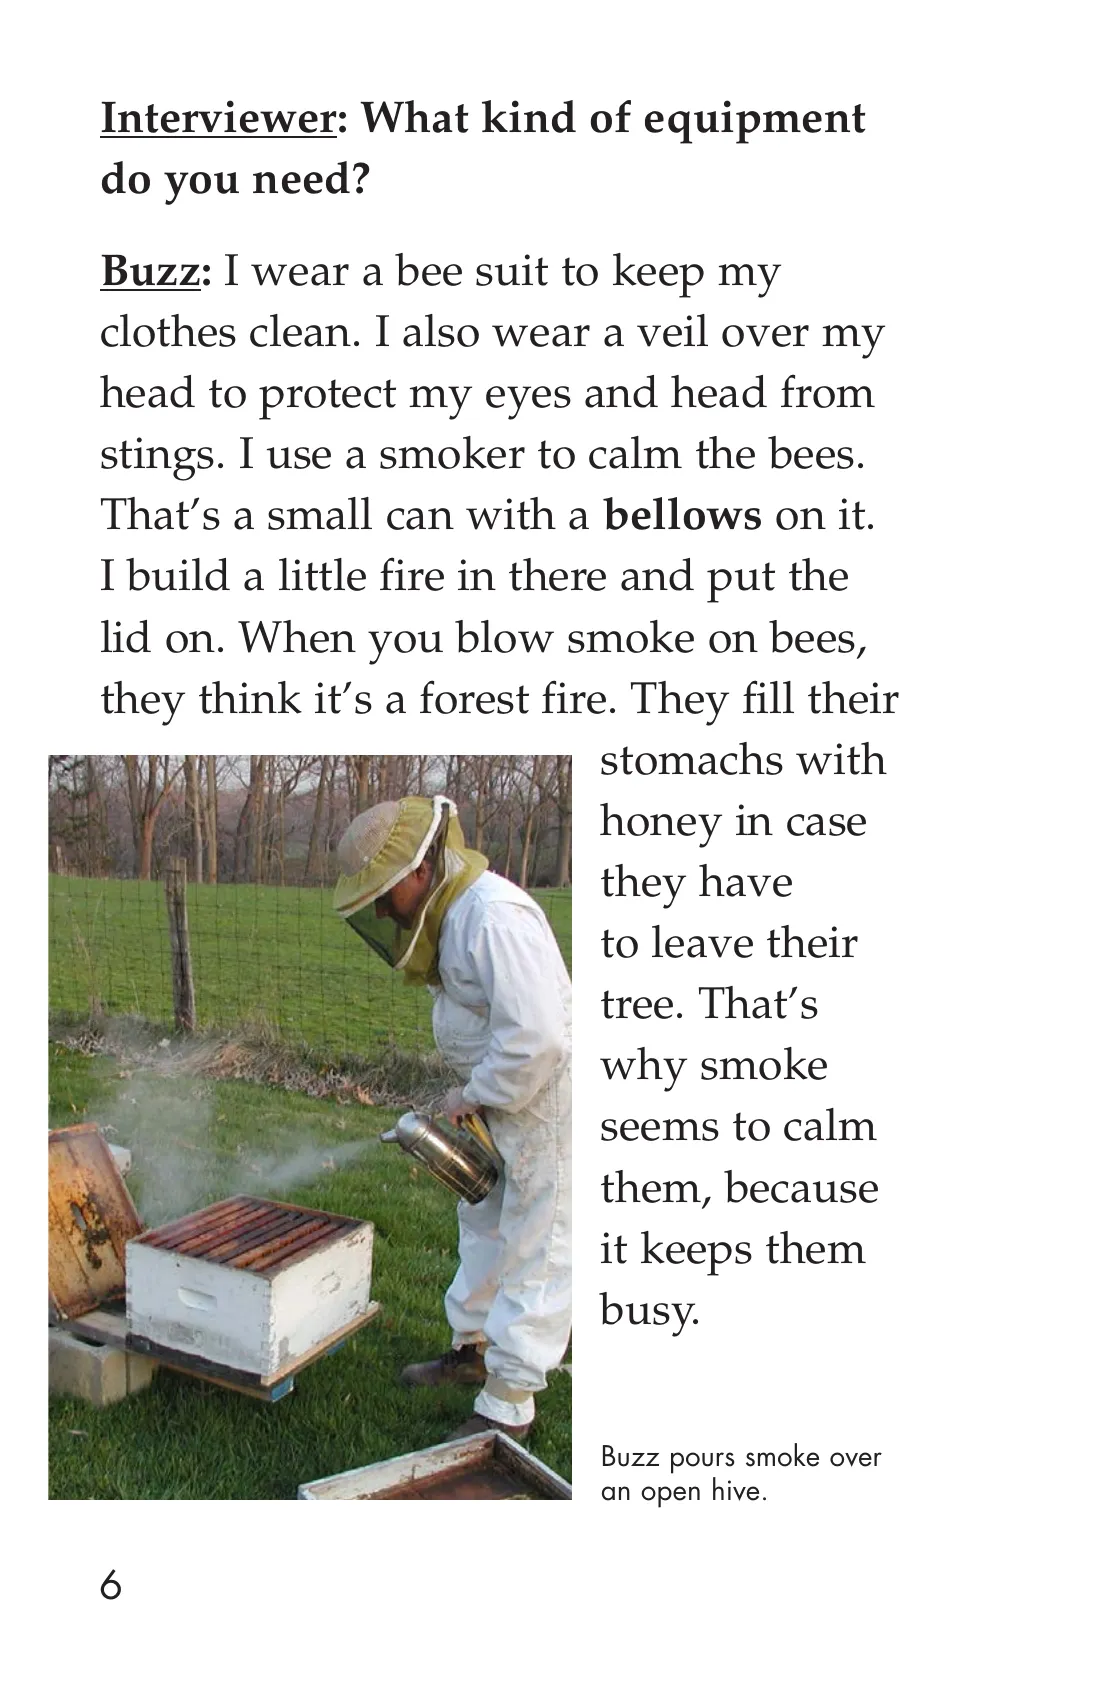 Interviewer: What kind of equipment
do you need?
Buzz: I wear a bee suit to keep my
clothes clean. I also wear a veil over my
head to protect my eyes and head from
stings. I use a smoker to calm the bees.
That’s a small can with a bellows on it.
I build a little fire in there and put the
lid on. When you blow smoke on bees,
they think it’s a forest fire. They fill their
stomachs with
honey in case
they have
to leave their
tree. That’s
why smoke
seems to calm
them, because
it keeps them
busy.
Buzz pours smoke over
an open hive.
6